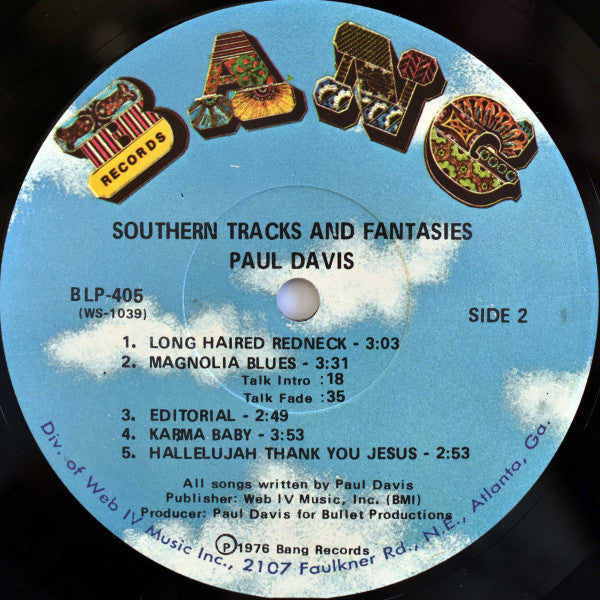 BANG
RECORDS
SOUTHERN TRACKS AND FANTASIES
PAUL DAVIS
BLP-405
(WS-1039)
SIDE 2
1. LONG HAIRED REDNECK - 3:03
2. MAGNOLIA BLUES - 3:31
Talk Intro :18
Talk Fade :35
3. EDITORIAL - 2:49
4. KARMA BABY - 3:53
5. HALLELUJAH THANK YOU JESUS - 2:53
All songs written by Paul Davis
Publisher: Web IV Music, Inc. (BMI)
Producer: Paul Davis for Bullet Productions
℗1976 Bang Records
Div. of Web IV Music Inc., 2107 Faulkner Rd., N.E., Atlanta, Ga.